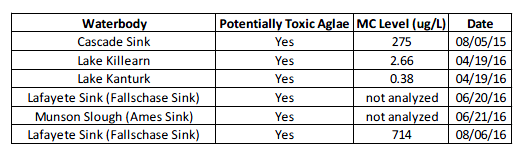 Waterbody Potentially Toxic Aglae MC Level (ug/L) Date
Cascade Sink Yes 275 08/05/15
Lake Killearn Yes 2.66 04/19/16
Lake Kanturk Yes 0.38 04/19/16
Lafayete Sink (Fallschase Sink) Yes not analyzed 06/20/16
Munson Slough (Ames Sink) Yes not analyzed 06/21/16
Lafayete Sink (Fallschase Sink) Yes 714 08/06/16